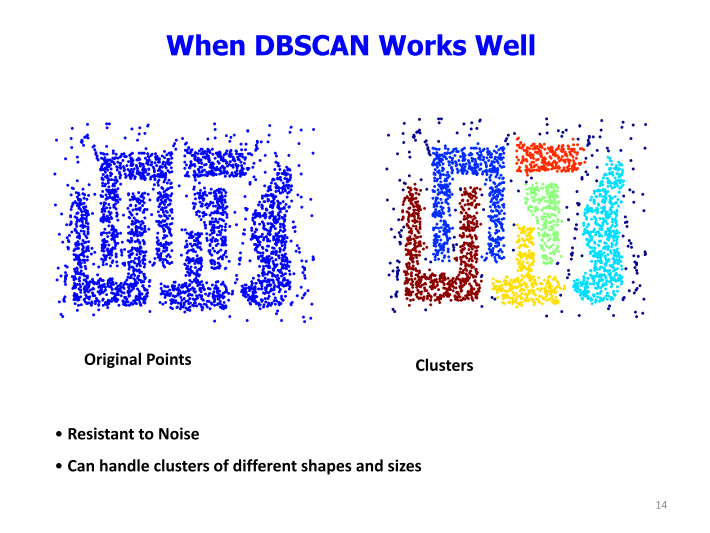 When DBSCAN Works Well
Original Points
Clusters
• Resistant to Noise
• Can handle clusters of different shapes and sizes
14